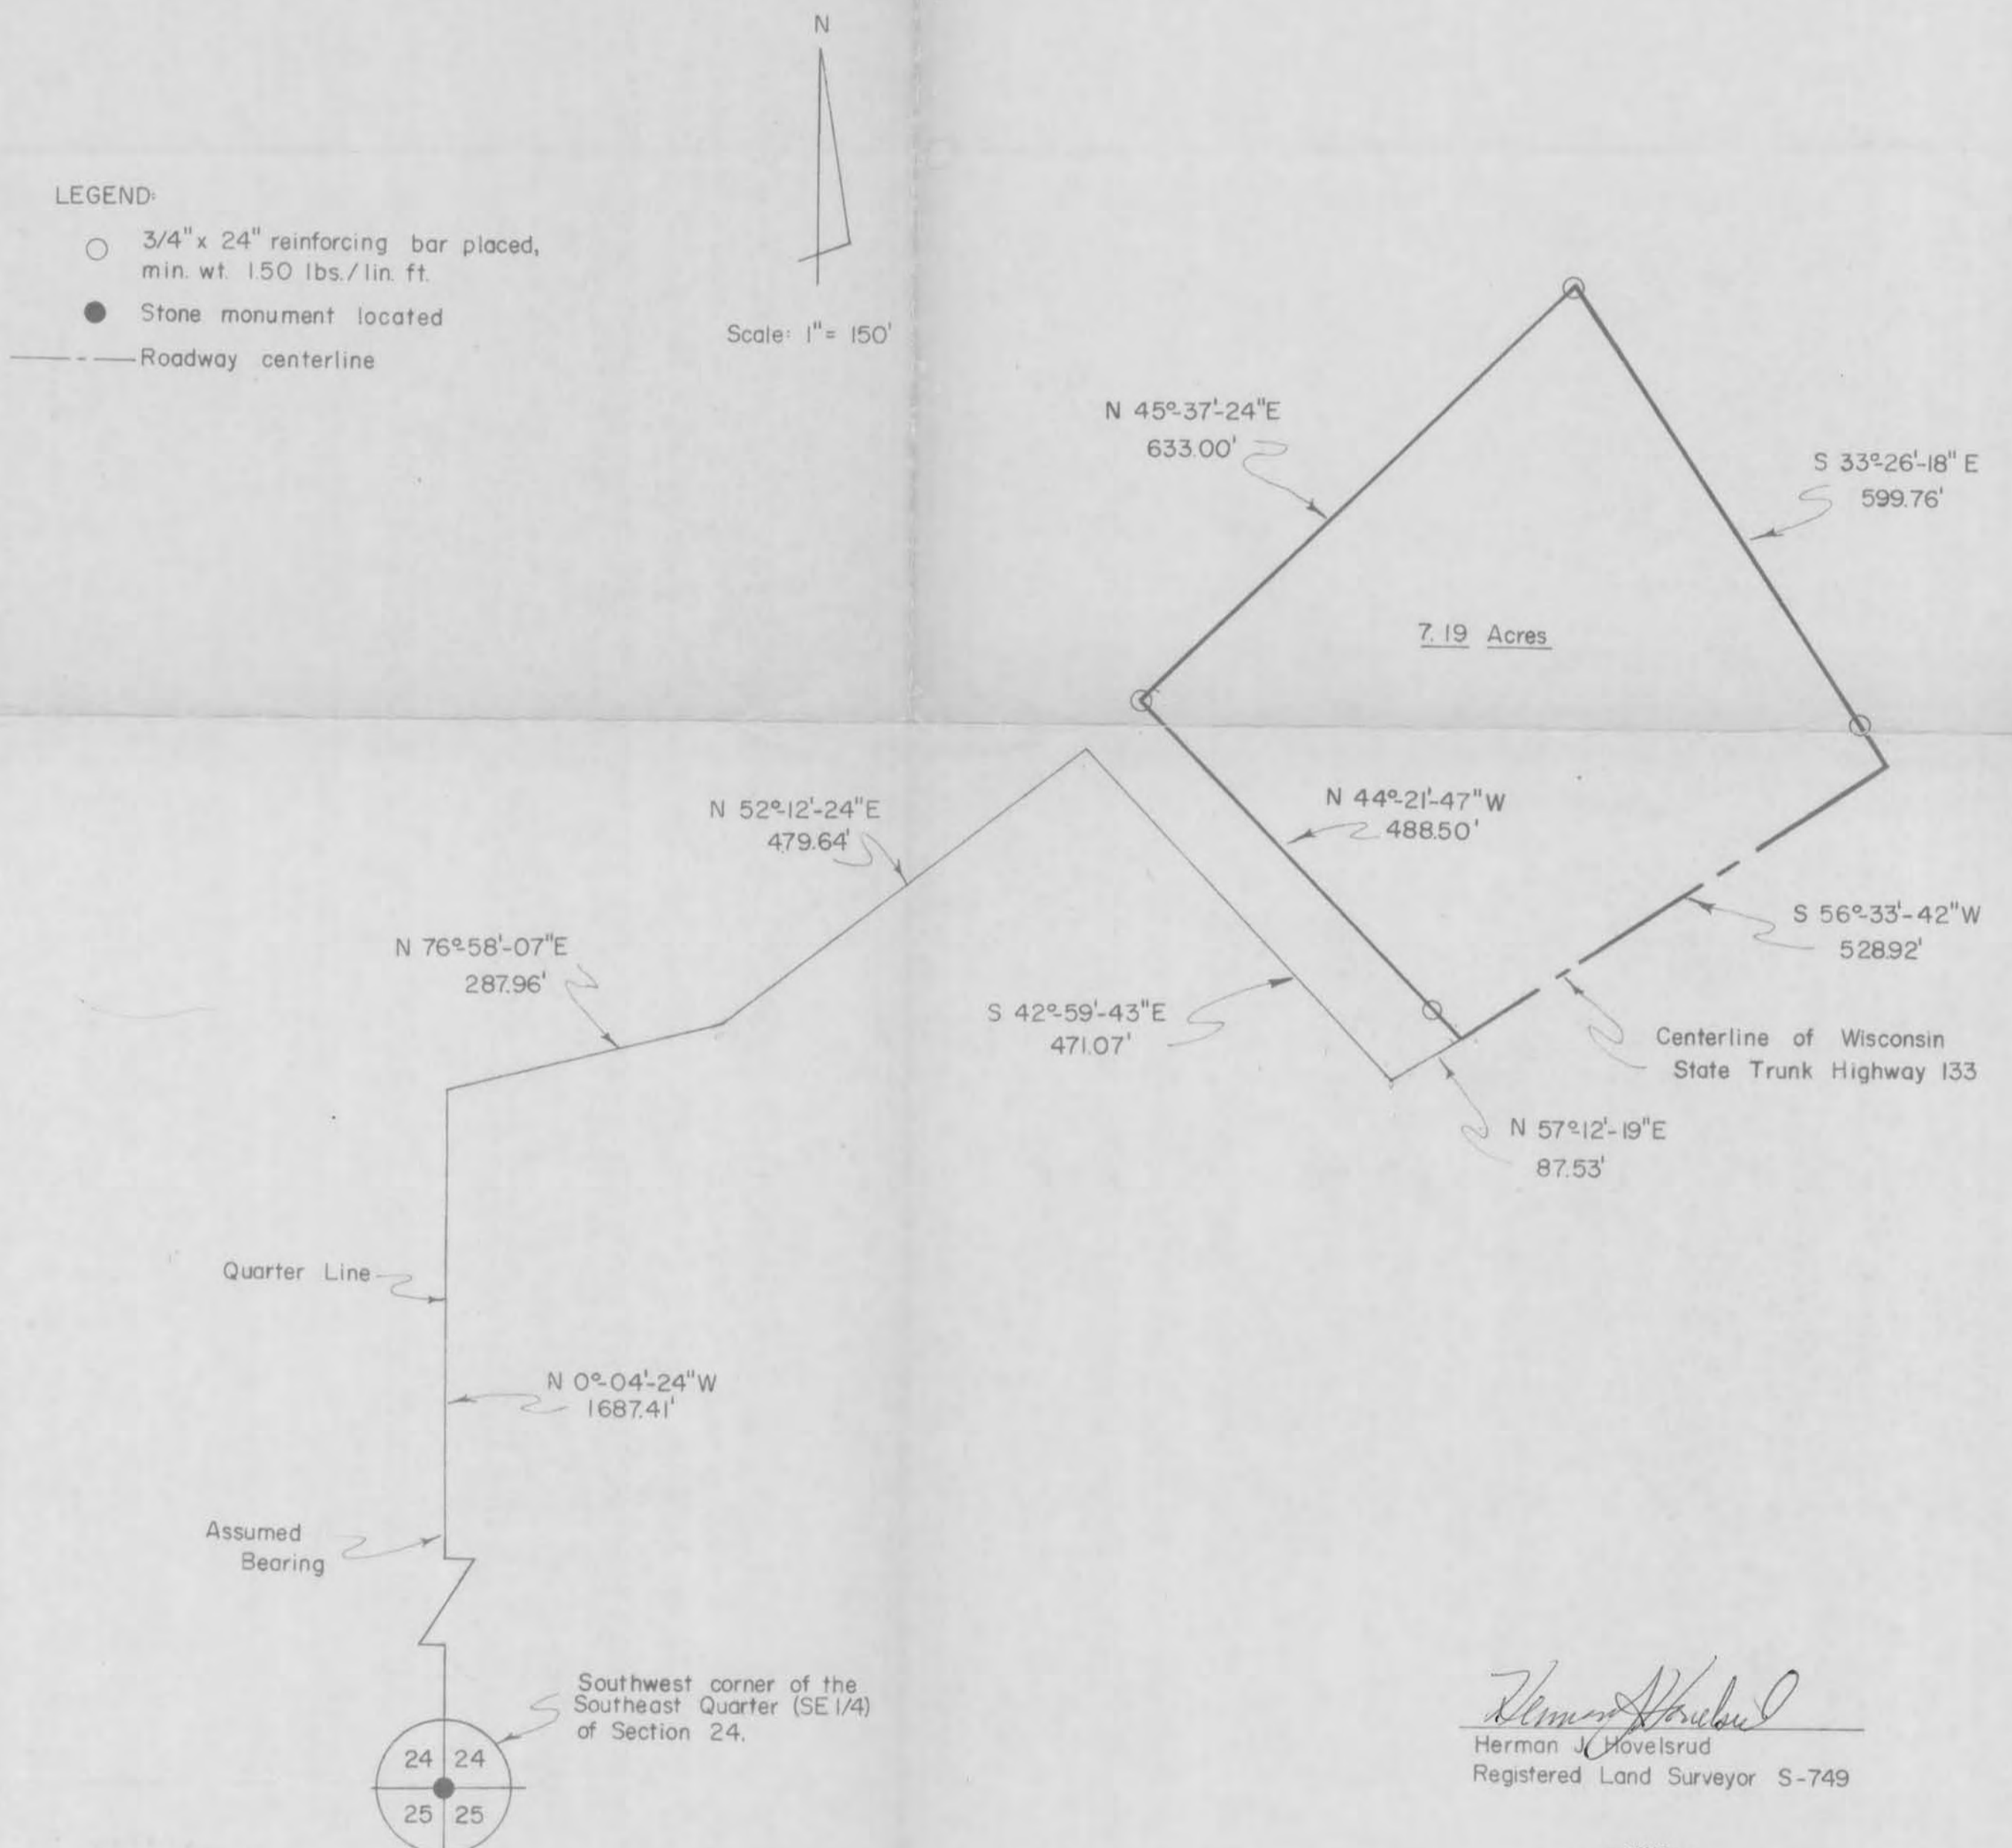 N
LEGEND:
3/4" x 24" reinforcing bar placed,
min. wt. 1.50 lbs./lin. ft.
Stone monument located
Roadway centerline
Scale: 1" = 150'
N 45°-37'-24"E
633.00'
S 33°-26'-18" E
599.76'
7.19 Acres
N 52°-12'-24"E
479.64'
N 44°-21'-47"W
488.50'
N 76°-58'-07"E
287.96'
S 56°-33'-42"W
528.92'
S 42°-59'-43"E
471.07'
Centerline of Wisconsin
State Trunk Highway 133
N 57°-12'-19"E
87.53'
Quarter Line
N 0°-04'-24"W
1687.41'
Assumed
Bearing
Southwest corner of the
Southeast Quarter (SE 1/4)
of Section 24.
24 24
25 25
Herman J Hovelsrud
Herman J. Hovelsrud
Registered Land Surveyor S-749